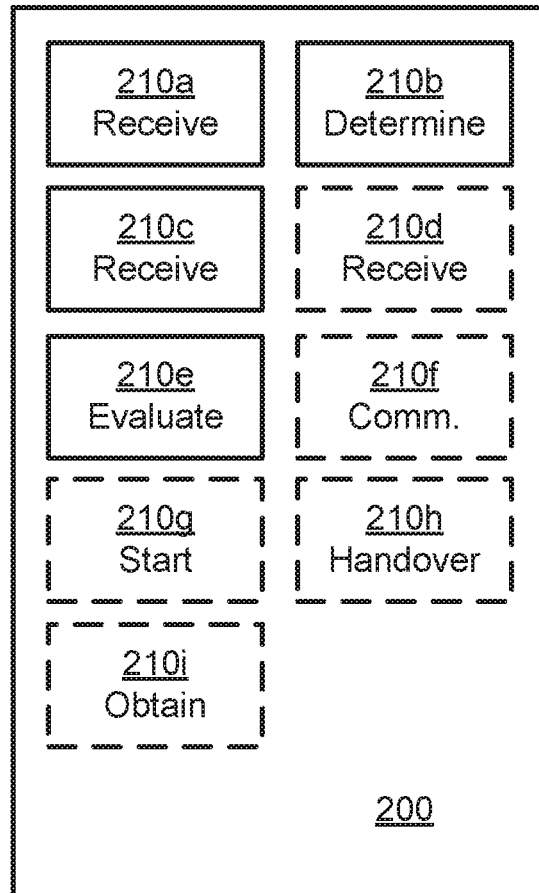 210a
Receive
210b
Determine
210c
Receive
210d
Receive
210e
Evaluate
210f
Comm.
210g
Start
210h
Handover
210i
Obtain
200